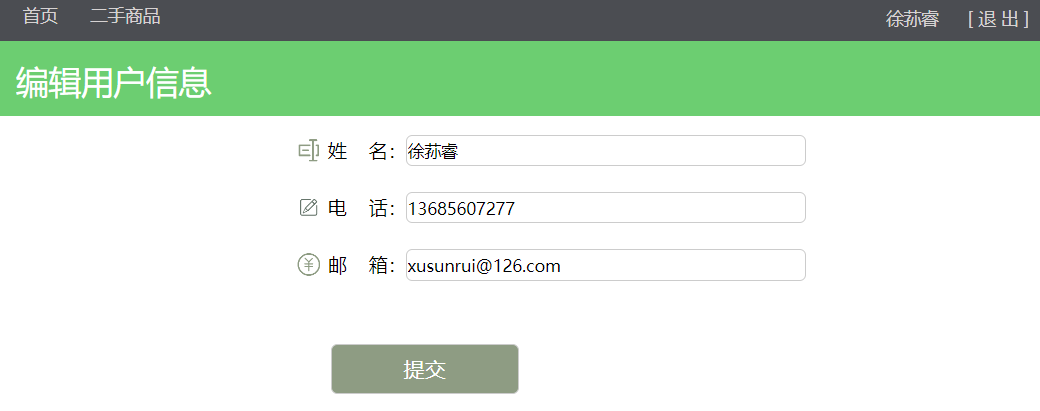 首页 二手商品 徐荪睿 [ 退 出 ]
编辑用户信息
姓 名：徐荪睿
电 话：13685607277
邮 箱：xusunrui@126.com
提交